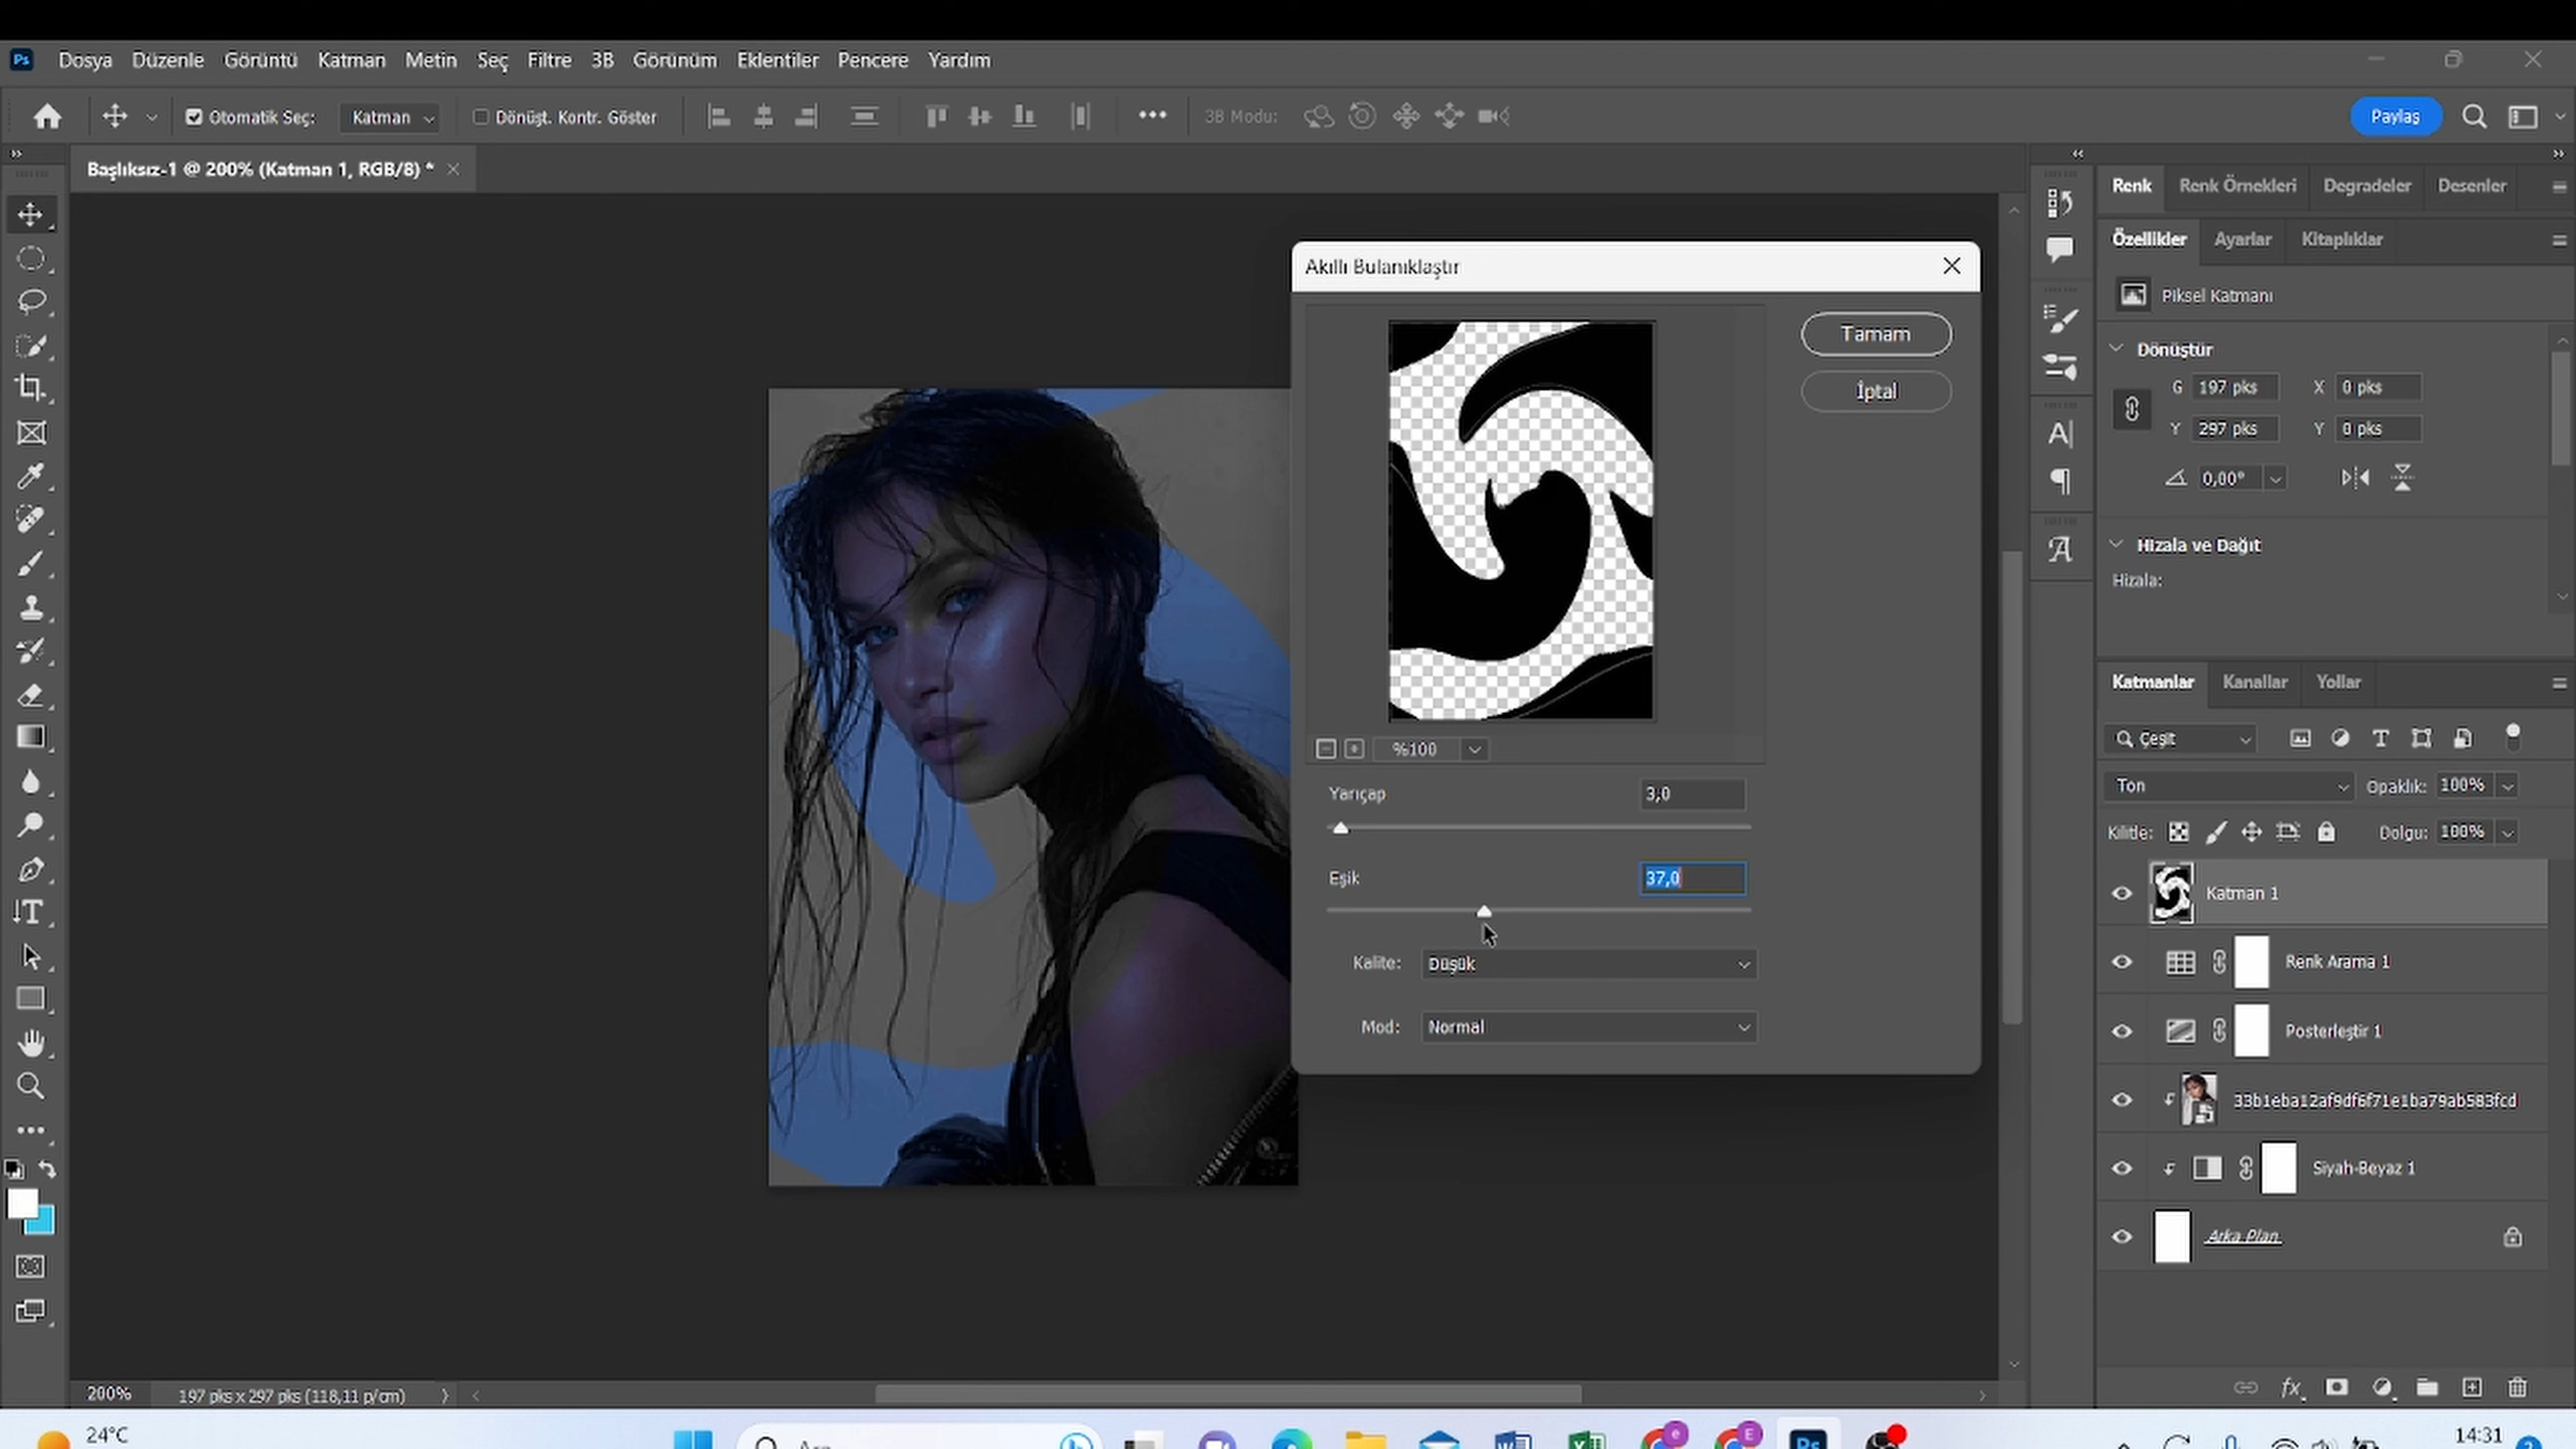 Ps Dosya Düzenle Görüntü Katman Metin Seç Filtre 3B Görünüm Eklentiler Pencere Yardım
Otomatik Seç: Katman Dönüşt. Kontr. Göster 3B Modu: Paylaş
Başlıksız-1 @ 200% (Katman 1, RGB/8) *
Renk Renk Örnekleri Degradeler Desenler
Özellikler Ayarlar Kitaplıklar
Piksel Katmanı
Dönüştür
G 197 pks X 0 pks
Y 297 pks Y 0 pks
0,00°
Hizala ve Dağıt
Hizala:
Akıllı Bulanıklaştır
Tamam
İptal
%100
Yarıçap 3,0
Eşik 37,0
Kalite: Düşük
Mod: Normal
Katmanlar Kanallar Yollar
Çeşit
Ton Opaklık: 100%
Kilitle: Dolgu: 100%
Katman 1
Renk Arama 1
Posterleştir 1
33b1eba12af9df6f71e1ba79ab583fcd
Siyah-Beyaz 1
Arka Plan
200% 197 pks x 297 pks (118,11 p/cm)
24°C
14:31